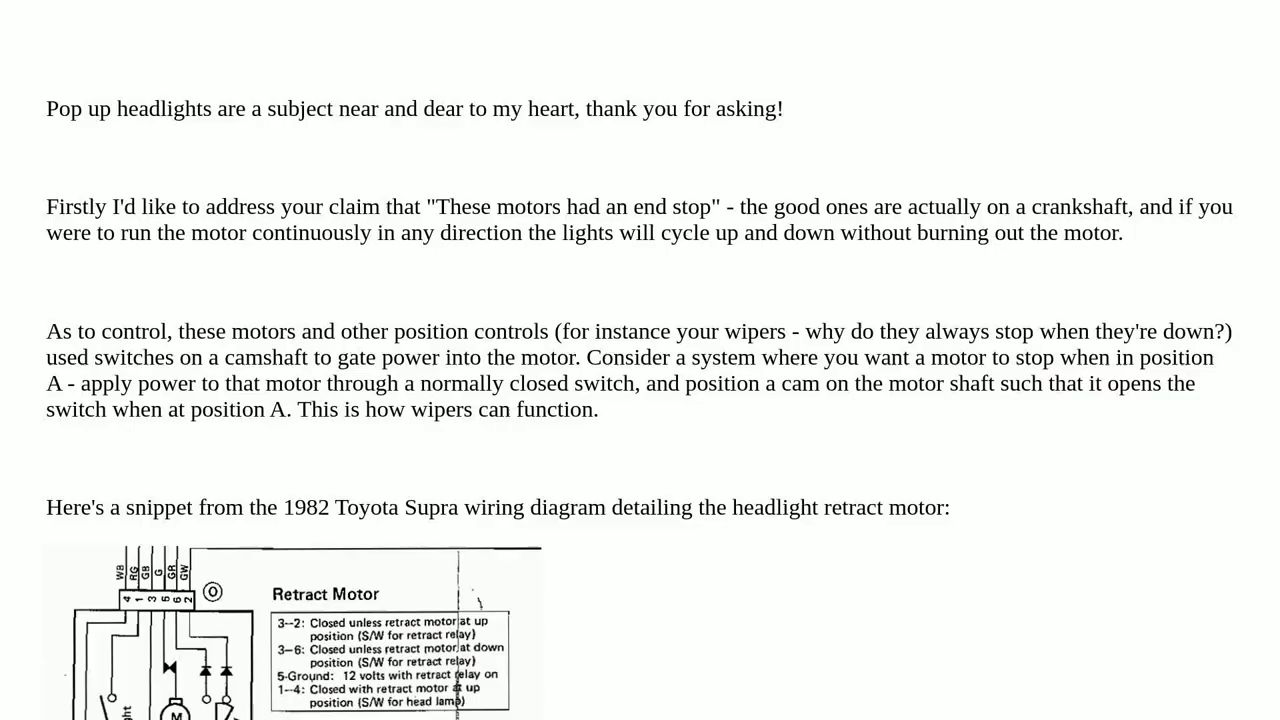 Pop up headlights are a subject near and dear to my heart, thank you for asking!
Firstly I'd like to address your claim that "These motors had an end stop" - the good ones are actually on a crankshaft, and if you
were to run the motor continuously in any direction the lights will cycle up and down without burning out the motor.
As to control, these motors and other position controls (for instance your wipers - why do they always stop when they're down?)
used switches on a camshaft to gate power into the motor. Consider a system where you want a motor to stop when in position
A - apply power to that motor through a normally closed switch, and position a cam on the motor shaft such that it opens the
switch when at position A. This is how wipers can function.
Here's a snippet from the 1982 Toyota Supra wiring diagram detailing the headlight retract motor:
WB RG GB G GR GW
4 1 3 5 6 2
O
Retract Motor
3–2: Closed unless retract motor at up
position (S/W for retract relay)
3–6: Closed unless retract motor at down
position (S/W for retract relay)
5-Ground: 12 volts with retract relay on
1–4: Closed with retract motor at up
position (S/W for head lamp)
M